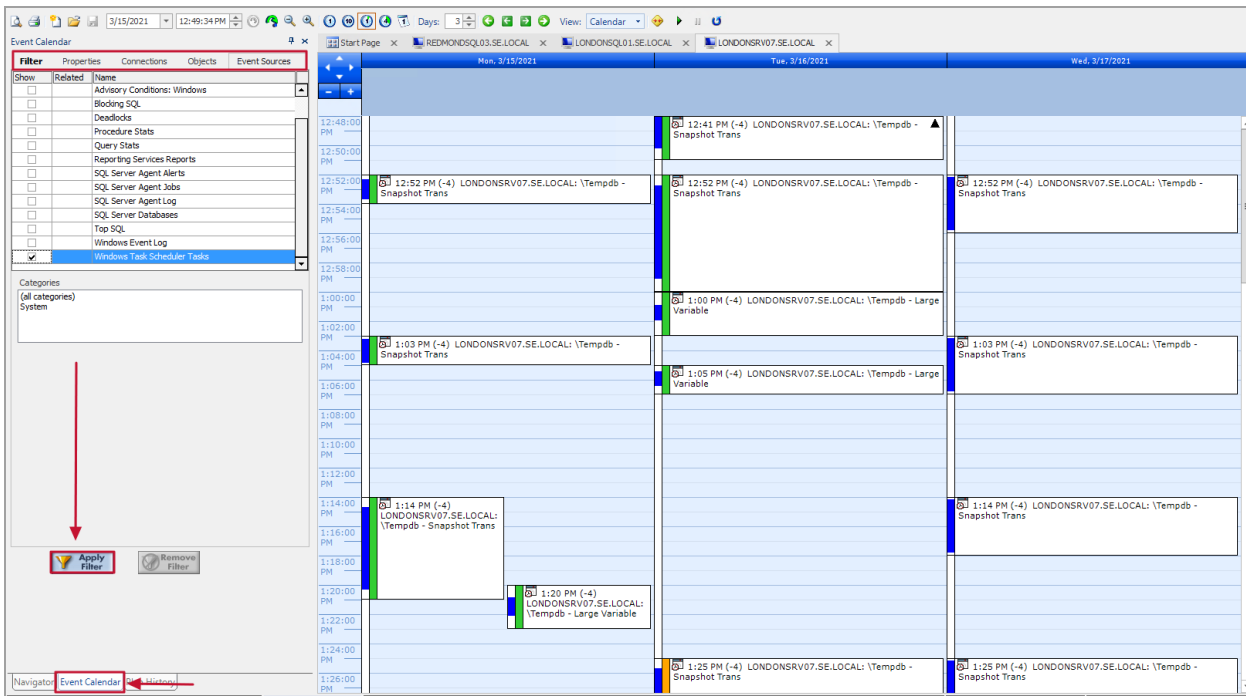 3/15/2021 12:49:34 PM Days: 3 View: Calendar
Event Calendar
Filter Properties Connections Objects Event Sources
Show Related Name
Advisory Conditions: Windows
Blocking SQL
Deadlocks
Procedure Stats
Query Stats
Reporting Services Reports
SQL Server Agent Alerts
SQL Server Agent Jobs
SQL Server Agent Log
SQL Server Databases
Top SQL
Windows Event Log
Windows Task Scheduler Tasks
Categories
(all categories)
System
Apply Filter
Remove Filter
Navigator Event Calendar History
Start Page REDMONDSQL03.SE.LOCAL LONDONSQL01.SE.LOCAL LONDONSRV07.SE.LOCAL
Mon, 3/15/2021 Tue, 3/16/2021 Wed, 3/17/2021
12:48:00 PM
12:50:00 PM
12:52:00 PM
12:54:00 PM
12:56:00 PM
12:58:00 PM
1:00:00 PM
1:02:00 PM
1:04:00 PM
1:06:00 PM
1:08:00 PM
1:10:00 PM
1:12:00 PM
1:14:00 PM
1:16:00 PM
1:18:00 PM
1:20:00 PM
1:22:00 PM
1:24:00 PM
1:26:00 PM
12:52 PM (-4) LONDONSRV07.SE.LOCAL: \Tempdb -
Snapshot Trans
1:03 PM (-4) LONDONSRV07.SE.LOCAL: \Tempdb -
Snapshot Trans
1:14 PM (-4)
LONDONSRV07.SE.LOCAL:
\Tempdb - Snapshot Trans
1:20 PM (-4)
LONDONSRV07.SE.LOCAL:
\Tempdb - Large Variable
12:41 PM (-4) LONDONSRV07.SE.LOCAL: \Tempdb -
Snapshot Trans
12:52 PM (-4) LONDONSRV07.SE.LOCAL: \Tempdb -
Snapshot Trans
1:00 PM (-4) LONDONSRV07.SE.LOCAL: \Tempdb - Large
Variable
1:05 PM (-4) LONDONSRV07.SE.LOCAL: \Tempdb - Large
Variable
1:25 PM (-4) LONDONSRV07.SE.LOCAL: \Tempdb -
Snapshot Trans
12:52 PM (-4) LONDONSRV07.SE.LOCAL: \Tempdb -
Snapshot Trans
1:03 PM (-4) LONDONSRV07.SE.LOCAL: \Tempdb -
Snapshot Trans
1:14 PM (-4) LONDONSRV07.SE.LOCAL: \Tempdb -
Snapshot Trans
1:25 PM (-4) LONDONSRV07.SE.LOCAL: \Tempdb -
Snapshot Trans